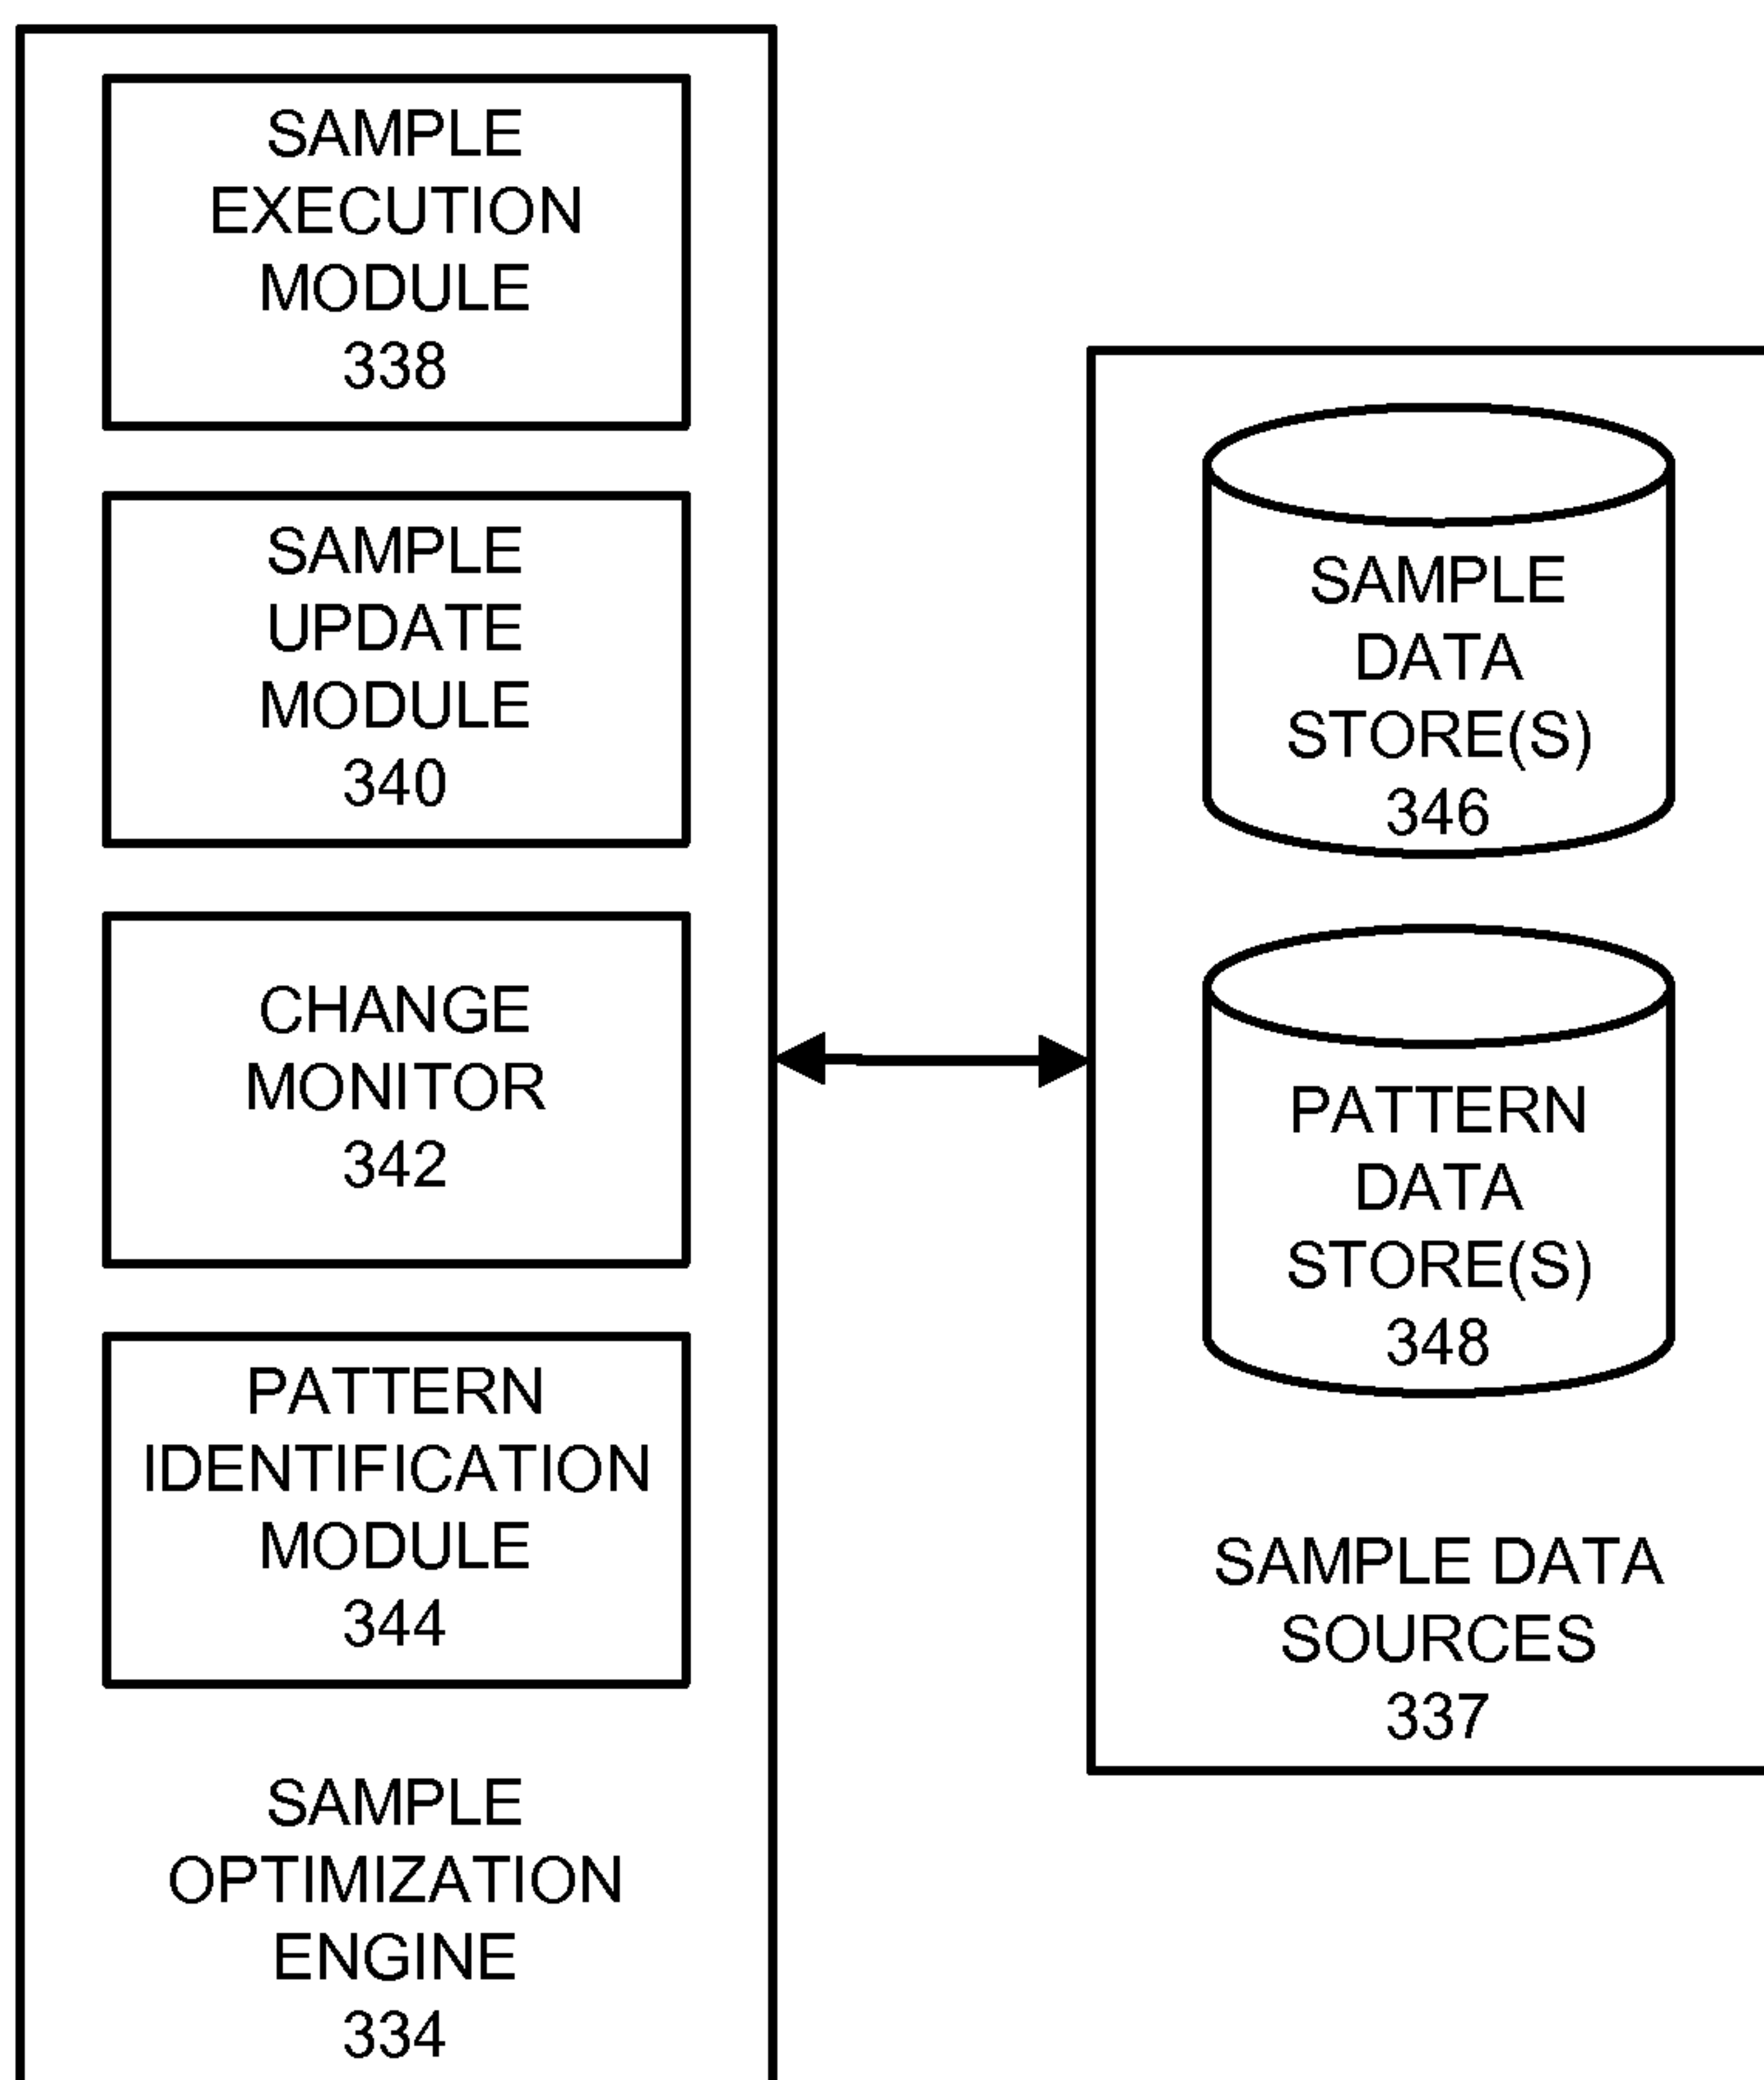 SAMPLE
EXECUTION
MODULE
338
SAMPLE
UPDATE
MODULE
340
CHANGE
MONITOR
342
PATTERN
IDENTIFICATION
MODULE
344
SAMPLE
OPTIMIZATION
ENGINE
334
SAMPLE
DATA
STORE(S)
346
PATTERN
DATA
STORE(S)
348
SAMPLE DATA
SOURCES
337